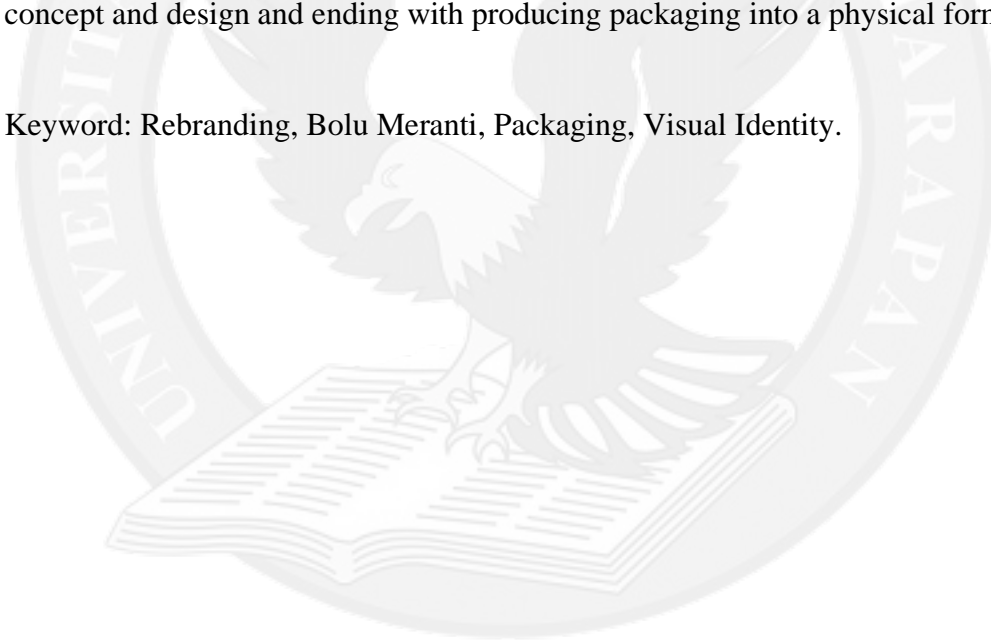 concept and design and ending with producing packaging into a physical form
Keyword: Rebranding, Bolu Meranti, Packaging, Visual Identity.